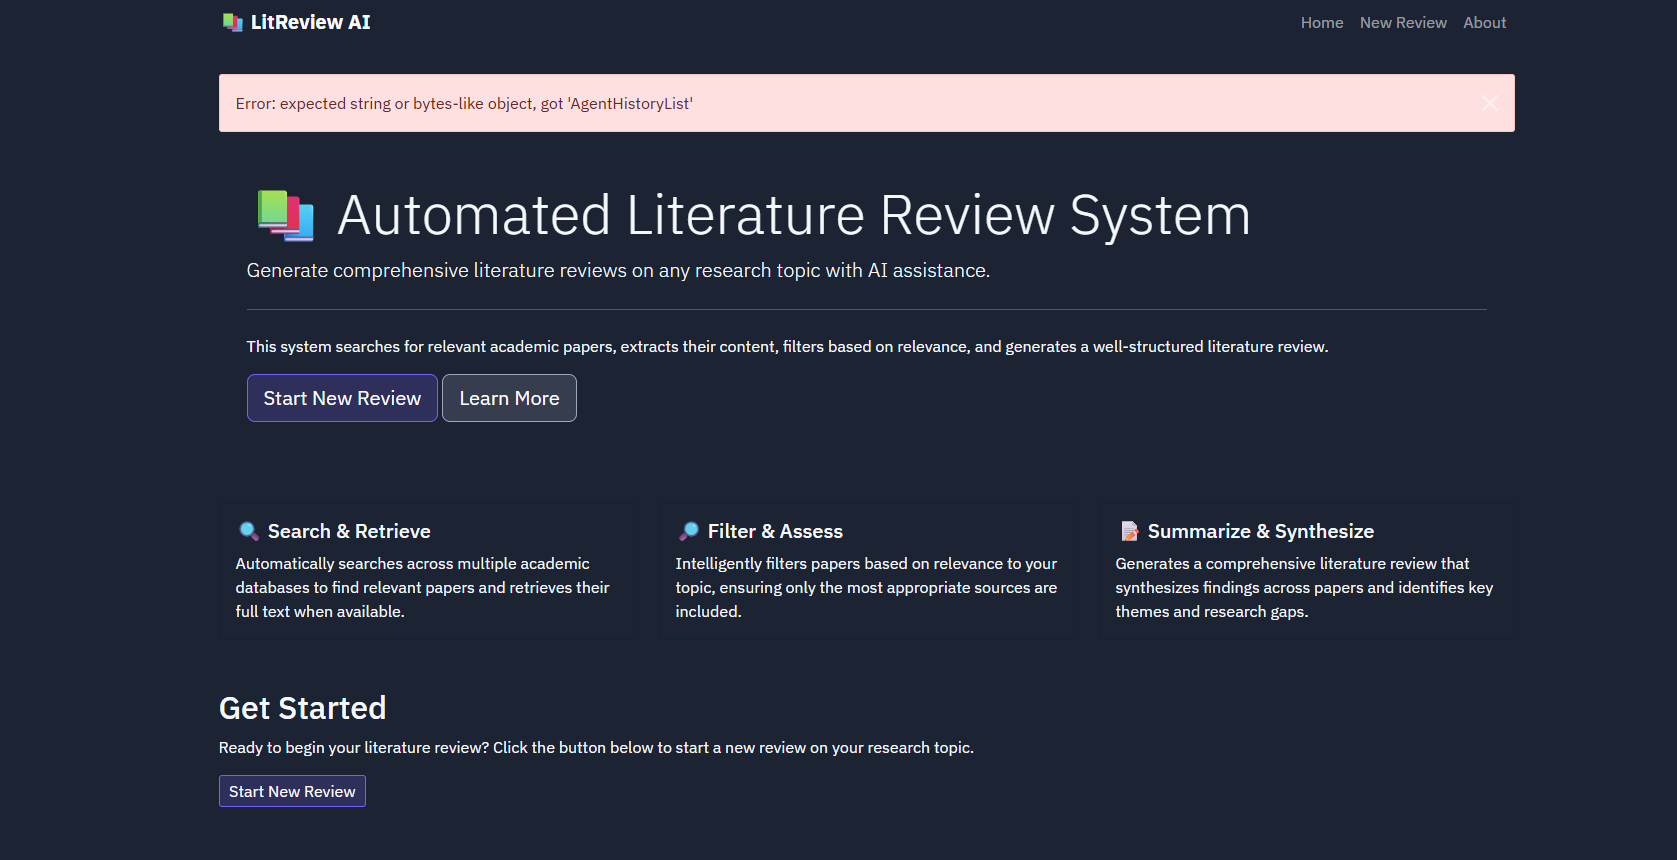 LitReview AI
Home New Review About
Error: expected string or bytes-like object, got 'AgentHistoryList'
Automated Literature Review System
Generate comprehensive literature reviews on any research topic with AI assistance.
This system searches for relevant academic papers, extracts their content, filters based on relevance, and generates a well-structured literature review.
Start New Review
Learn More
Search & Retrieve
Automatically searches across multiple academic
databases to find relevant papers and retrieves their
full text when available.
Filter & Assess
Intelligently filters papers based on relevance to your
topic, ensuring only the most appropriate sources are
included.
Summarize & Synthesize
Generates a comprehensive literature review that
synthesizes findings across papers and identifies key
themes and research gaps.
Get Started
Ready to begin your literature review? Click the button below to start a new review on your research topic.
Start New Review